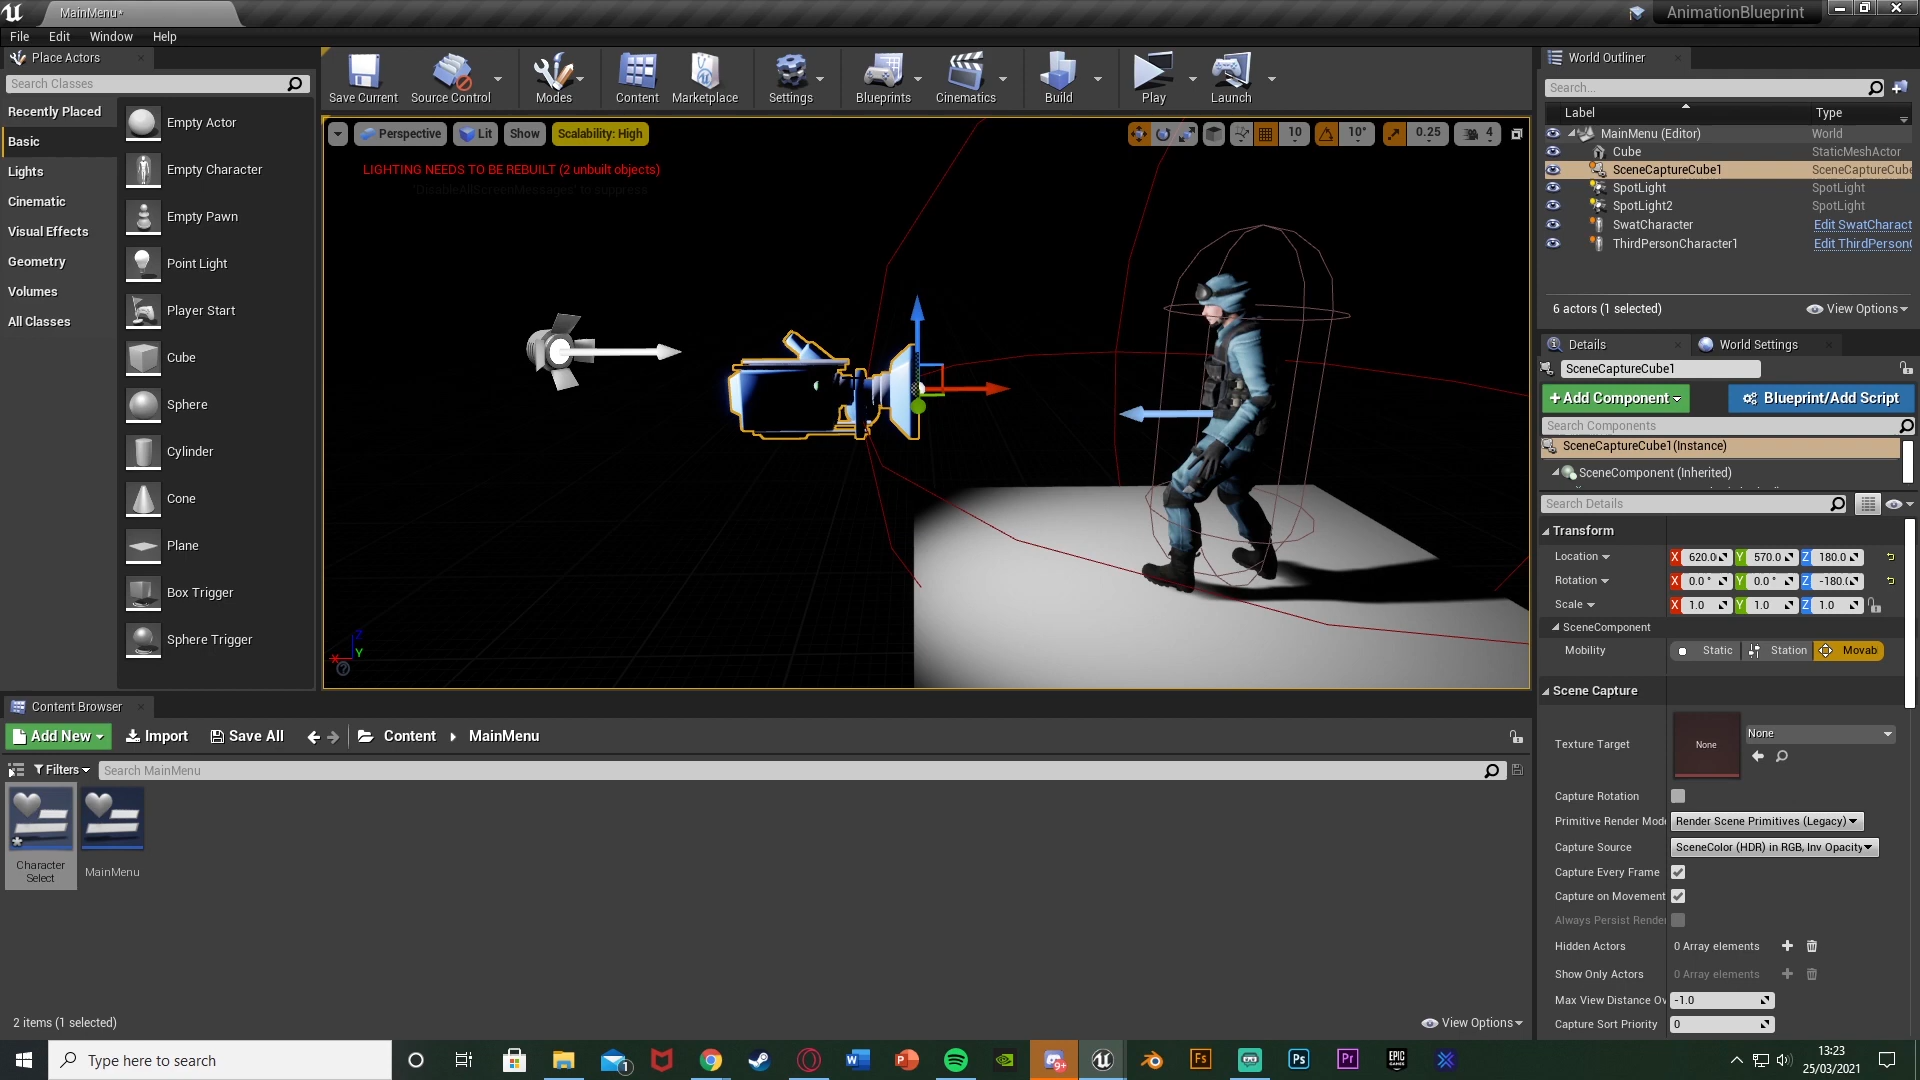 MainMenu*
AnimationBlueprint
File Edit Window Help
Place Actors
Search Classes
Recently Placed
Basic
Lights
Cinematic
Visual Effects
Geometry
Volumes
All Classes
Empty Actor
Empty Character
Empty Pawn
Point Light
Player Start
Cube
Sphere
Cylinder
Cone
Plane
Box Trigger
Sphere Trigger
Save Current Source Control Modes Content Marketplace Settings Blueprints Cinematics Build Play Launch
Perspective Lit Show Scalability: High 10 10° 0.25 4
LIGHTING NEEDS TO BE REBUILT (2 unbuilt objects)
'DisableAllScreenMessages' to suppress
Z
X Y
World Outliner
Search...
Label Type
MainMenu (Editor) World
Cube StaticMeshActor
SceneCaptureCube1 SceneCaptureCube
SpotLight SpotLight
SpotLight2 SpotLight
SwatCharacter Edit SwatCharact
ThirdPersonCharacter1 Edit ThirdPerson(
6 actors (1 selected) View Options
Details World Settings
SceneCaptureCube1
+Add Component Blueprint/Add Script
Search Components
SceneCaptureCube1(Instance)
SceneComponent (Inherited)
Search Details
Transform
Location X 620.0 Y 570.0 Z 180.0
Rotation X 0.0 ° Y 0.0 ° Z -180.(
Scale X 1.0 Y 1.0 Z 1.0
SceneComponent
Mobility Static Station Movab
Scene Capture
Texture Target None None
Capture Rotation
Primitive Render Mode Render Scene Primitives (Legacy)
Capture Source SceneColor (HDR) in RGB, Inv Opacity
Capture Every Frame
Capture on Movement
Always Persist Render
Hidden Actors 0 Array elements
Show Only Actors 0 Array elements
Max View Distance Ov -1.0
Capture Sort Priority 0
Content Browser
Add New Import Save All Content MainMenu
Filters Search MainMenu
Character
Select
MainMenu
2 items (1 selected) View Options
Type here to search
13:23
25/03/2021